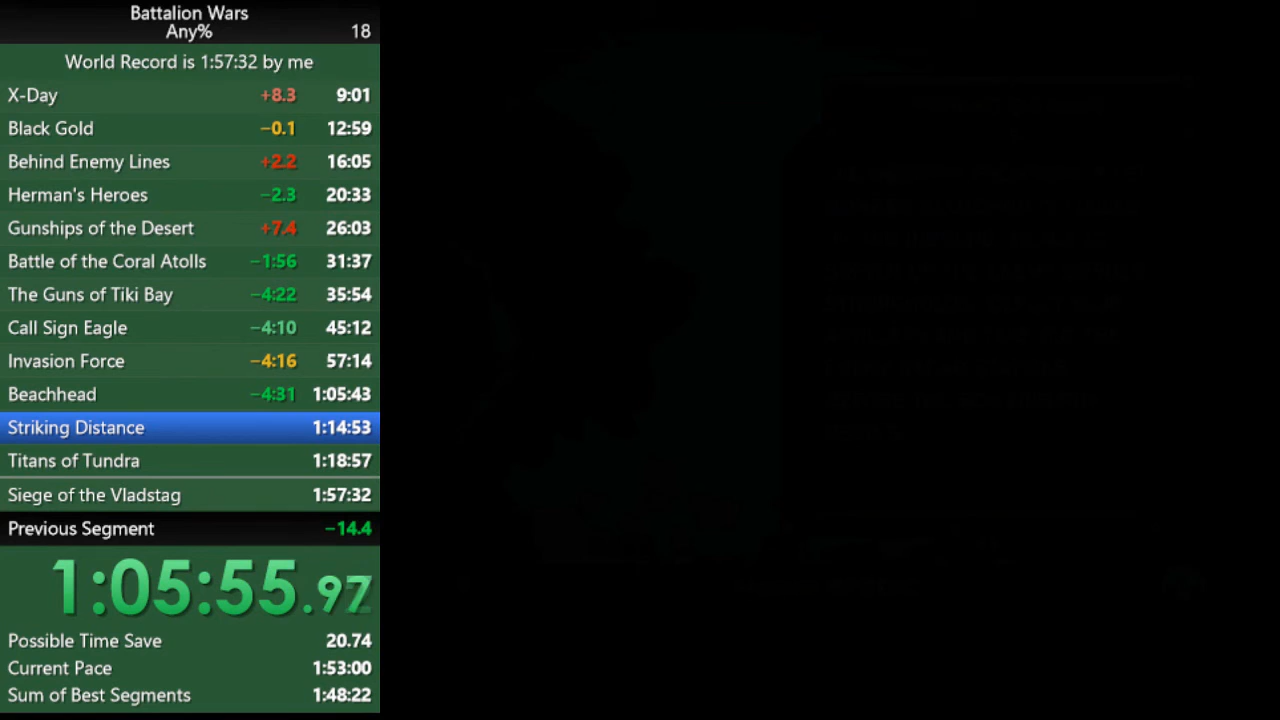 Battalion Wars
Any%
18
World Record is 1:57:32 by me
X-Day +8.3 9:01
Black Gold −0.1 12:59
Behind Enemy Lines +2.2 16:05
Herman's Heroes −2.3 20:33
Gunships of the Desert +7.4 26:03
Battle of the Coral Atolls −1:56 31:37
The Guns of Tiki Bay −4:22 35:54
Call Sign Eagle −4:10 45:12
Invasion Force −4:16 57:14
Beachhead −4:31 1:05:43
Striking Distance 1:14:53
Titans of Tundra 1:18:57
Siege of the Vladstag 1:57:32
Previous Segment −14.4
1:05:55.97
Possible Time Save 20.74
Current Pace 1:53:00
Sum of Best Segments 1:48:22